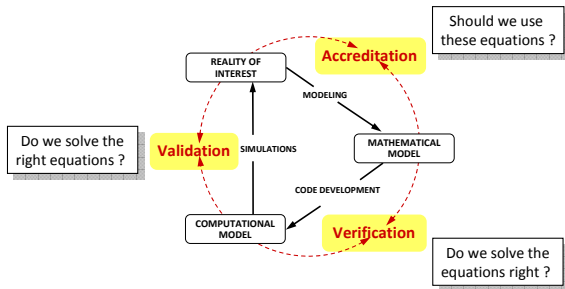 Should we use
these equations ?
Accreditation
REALITY OF
INTEREST
MODELING
Do we solve the
right equations ?
Validation
SIMULATIONS
MATHEMATICAL
MODEL
CODE DEVELOPMENT
COMPUTATIONAL
MODEL
Verification
Do we solve the
equations right ?